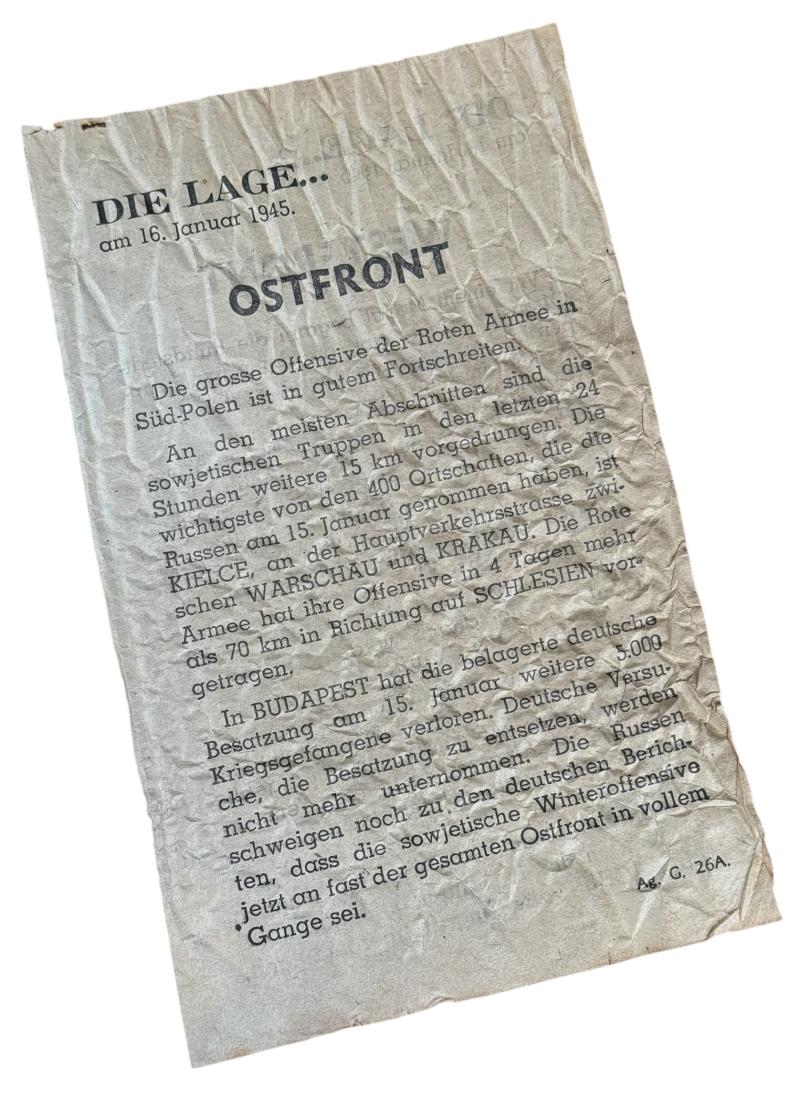 DIE LAGE...
am 16. Januar 1945.
OSTFRONT
Die grosse Offensive der Roten Armee in
Süd-Polen ist in gutem Fortschreiten.
An den meisten Abschnitten sind die
sowjetischen Truppen in den letzten 24
Stunden weitere 15 km vorgedrungen. Die
wichtigste von den 400 Ortschaften, die die
Russen am 15. Januar genommen haben, ist
KIELCE, an der Hauptverkehrsstrasse zwi-
schen WARSCHAU und KRAKAU. Die Rote
Armee hat ihre Offensive in 4 Tagen mehr
als 70 km in Richtung auf SCHLESIEN vor-
getragen.
In BUDAPEST hat die belagerte deutsche
Besatzung am 15. Januar weitere 5.000
Kriegsgefangene verloren. Deutsche Versu-
che, die Besatzung zu entsetzen, werden
nicht mehr unternommen. Die Russen
schweigen noch zu den deutschen Berich-
ten, dass die sowjetische Winteroffensive
jetzt an fast der gesamten Ostfront in vollem
Gange sei.
Ag. G. 26A.